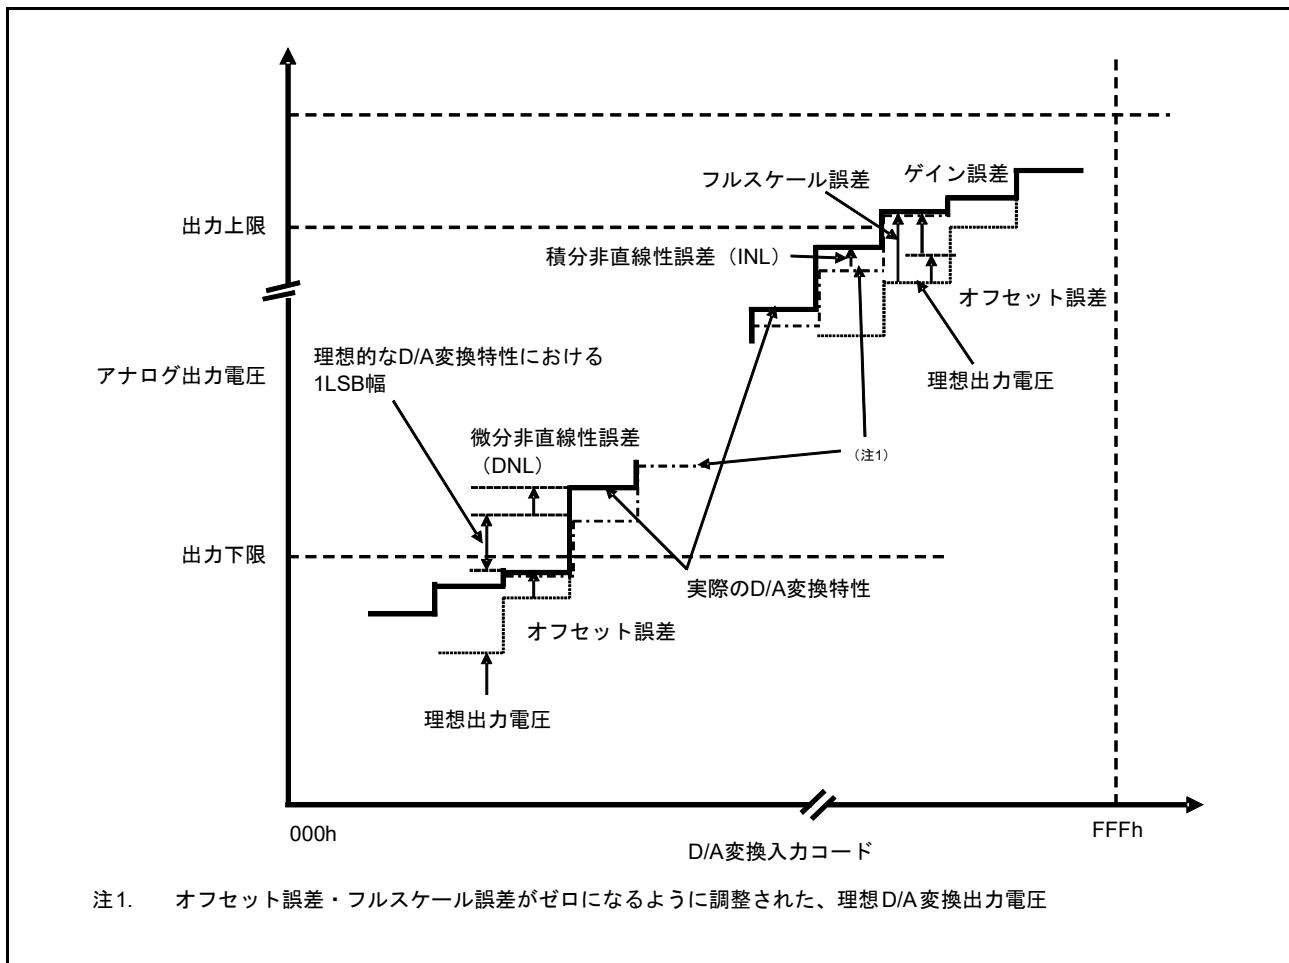 フルスケール誤差
ゲイン誤差
出力上限
積分非直線性誤差（INL）
オフセット誤差
理想的なD/A変換特性における
1LSB幅
アナログ出力電圧
理想出力電圧
微分非直線性誤差
（DNL）
（注1）
出力下限
実際のD/A変換特性
オフセット誤差
理想出力電圧
000h
FFFh
D/A変換入力コード
注1. オフセット誤差・フルスケール誤差がゼロになるように調整された、理想D/A変換出力電圧